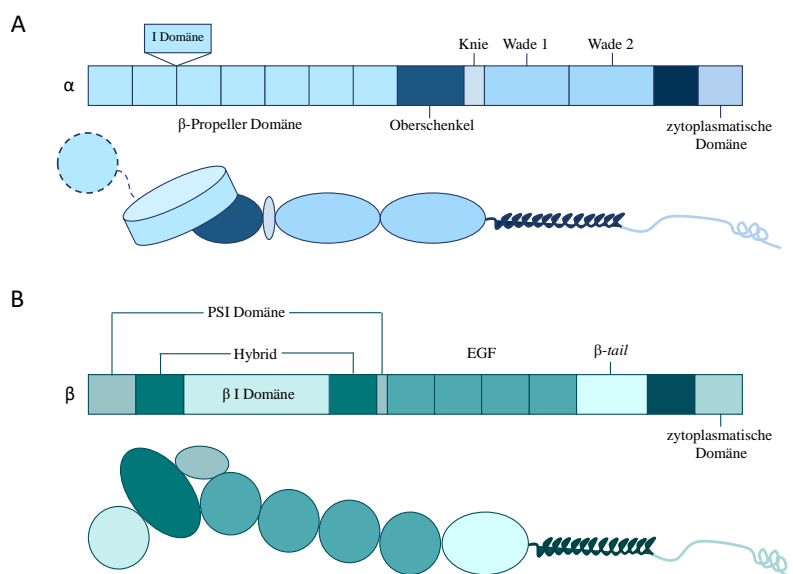 A
I Domäne
Knie
Wade 1
Wade 2
α
β-Propeller Domäne
Oberschenkel
zytoplasmatische
Domäne
B
PSI Domäne
Hybrid
EGF
β-tail
β
β I Domäne
zytoplasmatische
Domäne